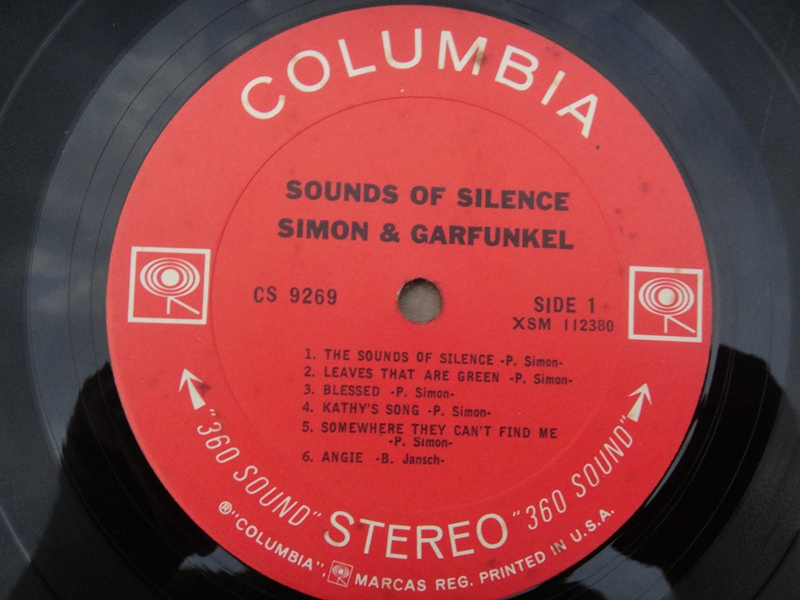 COLUMBIA
SOUNDS OF SILENCE
SIMON & GARFUNKEL
CS 9269
SIDE 1
XSM 112380
1. THE SOUNDS OF SILENCE -P. Simon-
2. LEAVES THAT ARE GREEN -P. Simon-
3. BLESSED -P. Simon-
4. KATHY'S SONG -P. Simon-
5. SOMEWHERE THEY CAN'T FIND ME
-P. Simon-
6. ANGIE -B. Jansch-
"360 SOUND" STEREO "360 SOUND"
®"COLUMBIA", MARCAS REG. PRINTED IN U.S.A.